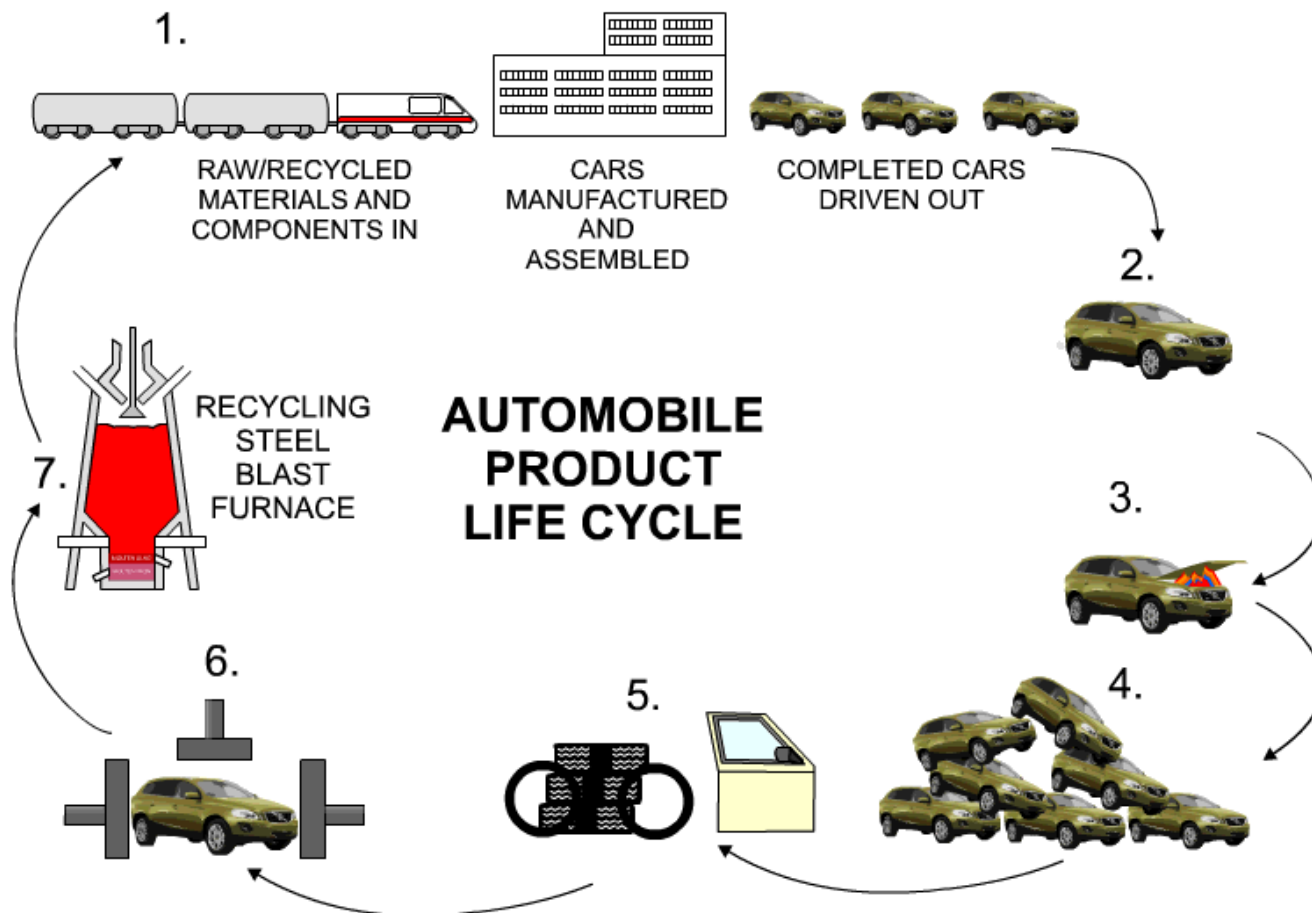 1.
RAW/RECYCLED
MATERIALS AND
COMPONENTS IN
CARS
MANUFACTURED
AND
ASSEMBLED
COMPLETED CARS
DRIVEN OUT
2.
AUTOMOBILE
PRODUCT
LIFE CYCLE
3.
4.
5.
6.
7.
RECYCLING
STEEL
BLAST
FURNACE